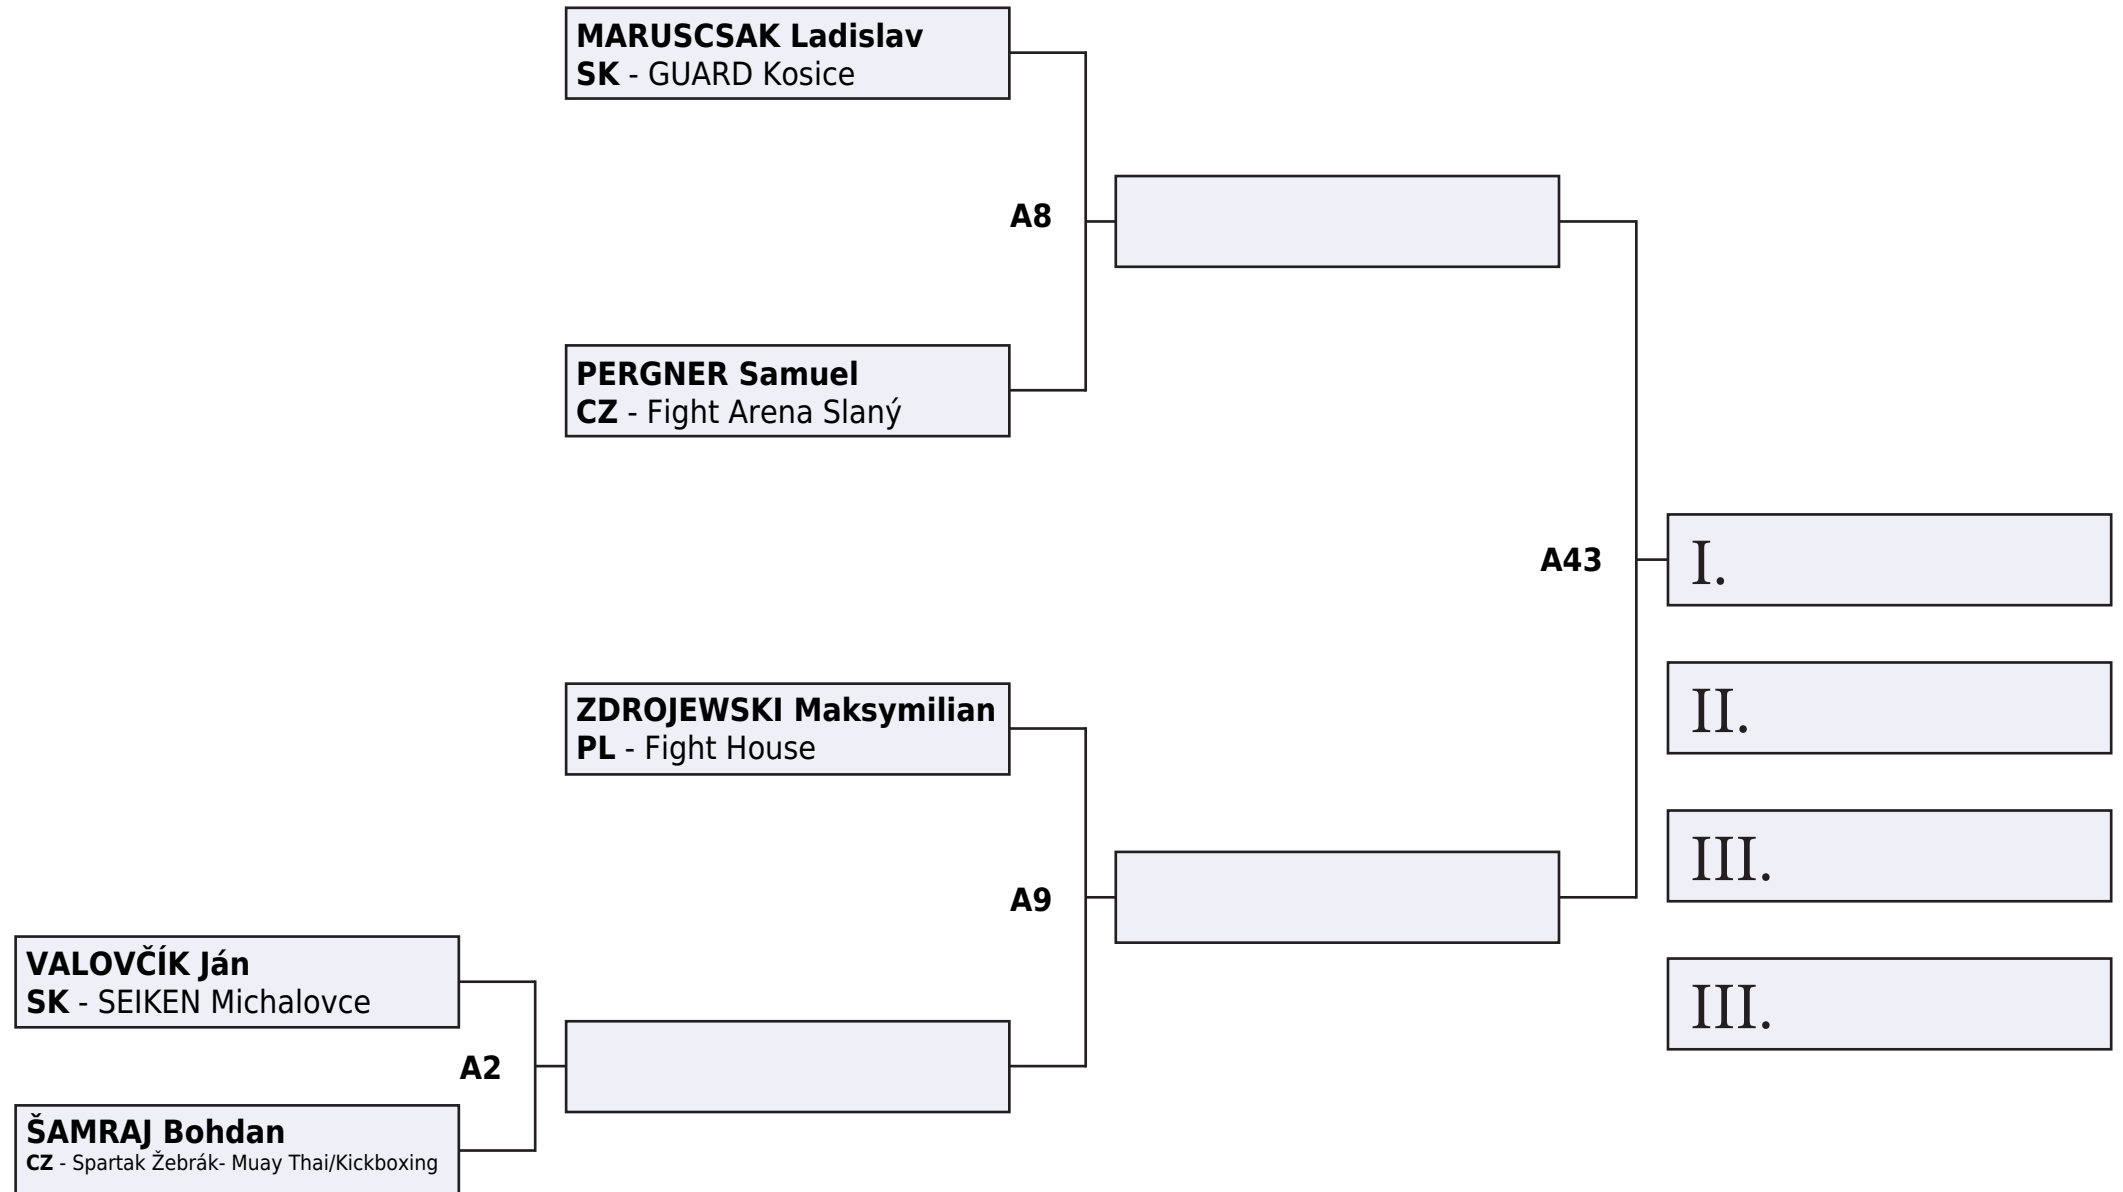 MARUSCSAK Ladislav
SK - GUARD Kosice
A8
PERGNER Samuel
CZ - Fight Arena Slaný
A43
I.
II.
ZDROJEWSKI Maksymilian
PL - Fight House
III.
A9
VALOVČÍK Ján
SK - SEIKEN Michalovce
III.
A2
ŠAMRAJ Bohdan
CZ - Spartak Žebrák- Muay Thai/Kickboxing